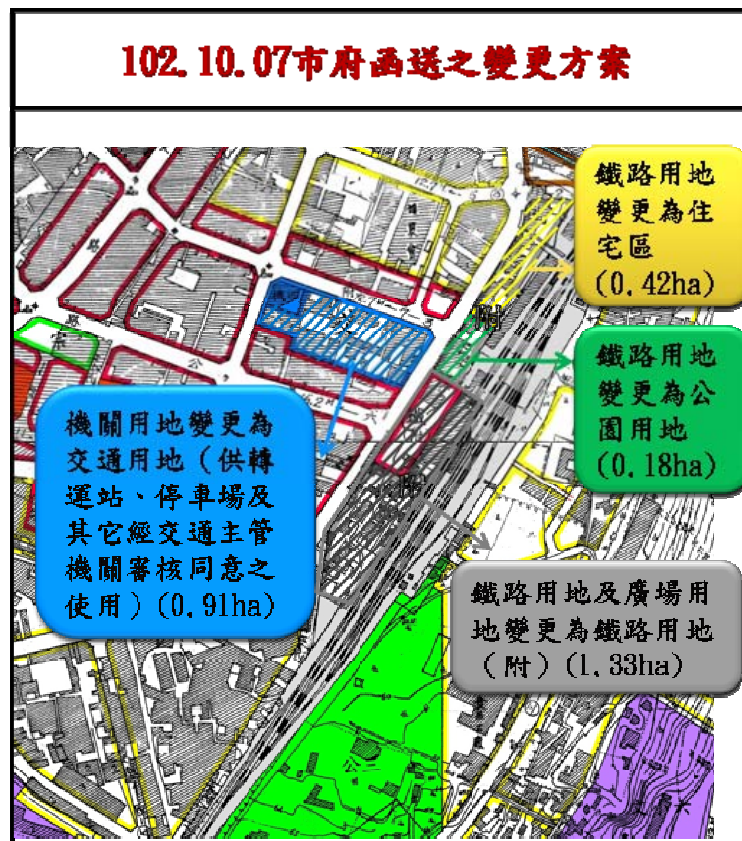 102.10.07市府函送之變更方案
鐵路用地
變更為住
宅區
(0.42ha)
鐵路用地
變更為公
園用地
(0.18ha)
機關用地變更為
交通用地（供轉
運站、停車場及
其它經交通主管
機關審核同意之
使用）(0.91ha)
鐵路用地及廣場用
地變更為鐵路用地
（附）(1.33ha)